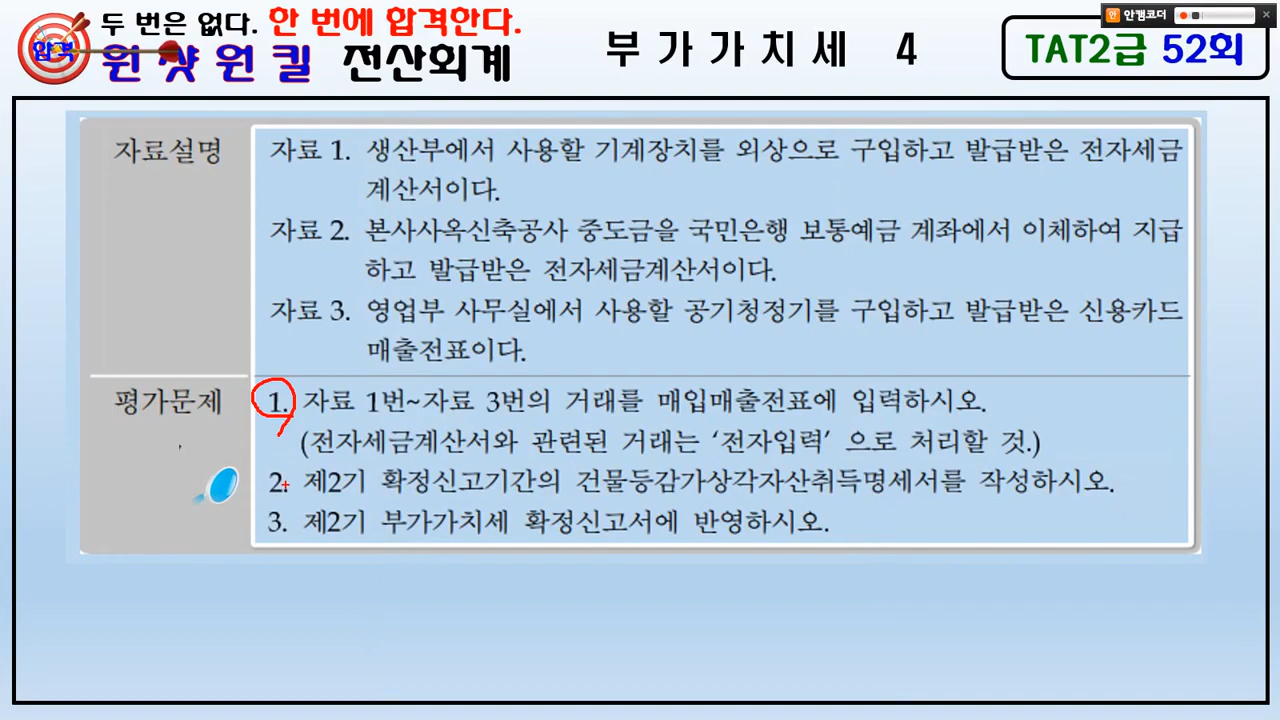 두 번은 없다. 한 번에 합격한다.
합격
원 샷 원 킬 전산회계
부 가 가 치 세 4
안캠코더
TAT2급 52회
자료설명
자료 1. 생산부에서 사용할 기계장치를 외상으로 구입하고 발급받은 전자세금
계산서이다.
자료 2. 본사사옥신축공사 중도금을 국민은행 보통예금 계좌에서 이체하여 지급
하고 발급받은 전자세금계산서이다.
자료 3. 영업부 사무실에서 사용할 공기청정기를 구입하고 발급받은 신용카드
매출전표이다.
평가문제
1. 자료 1번~자료 3번의 거래를 매입매출전표에 입력하시오.
(전자세금계산서와 관련된 거래는 ‘전자입력’ 으로 처리할 것.)
2. 제2기 확정신고기간의 건물등감가상각자산취득명세서를 작성하시오.
3. 제2기 부가가치세 확정신고서에 반영하시오.